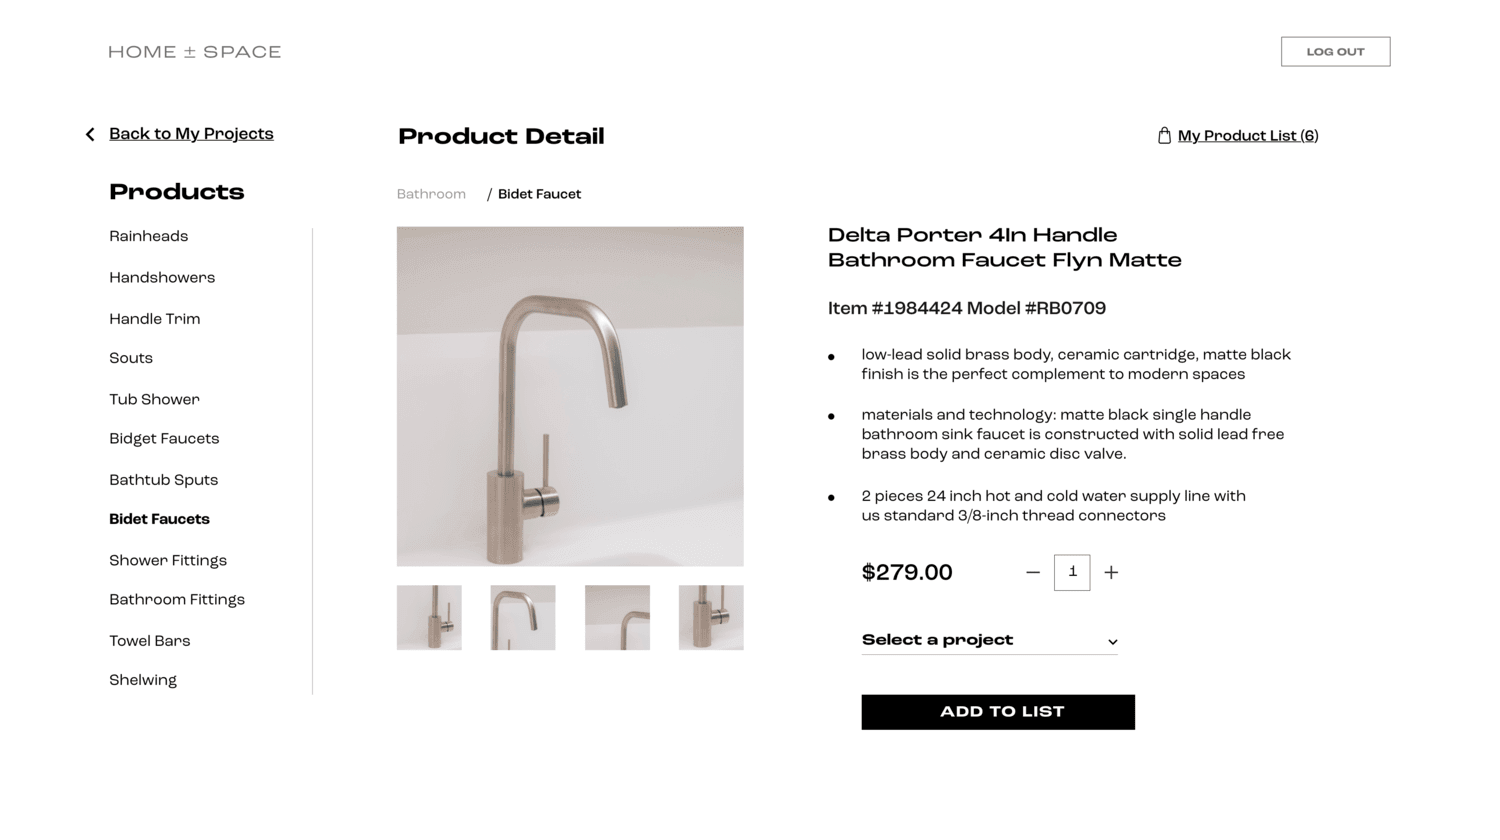 HOME ± SPACE
LOG OUT
Back to My Projects
Product Detail
My Product List (6)
Products
Bathroom / Bidet Faucet
Rainheads
Handshowers
Handle Trim
Souts
Tub Shower
Bidget Faucets
Bathtub Sputs
Bidet Faucets
Shower Fittings
Bathroom Fittings
Towel Bars
Shelwing
Delta Porter 4In Handle
Bathroom Faucet Flyn Matte
Item #1984424 Model #RB0709
• low-lead solid brass body, ceramic cartridge, matte black
finish is the perfect complement to modern spaces
• materials and technology: matte black single handle
bathroom sink faucet is constructed with solid lead free
brass body and ceramic disc valve.
• 2 pieces 24 inch hot and cold water supply line with
us standard 3/8-inch thread connectors
$279.00 − 1 +
Select a project
ADD TO LIST